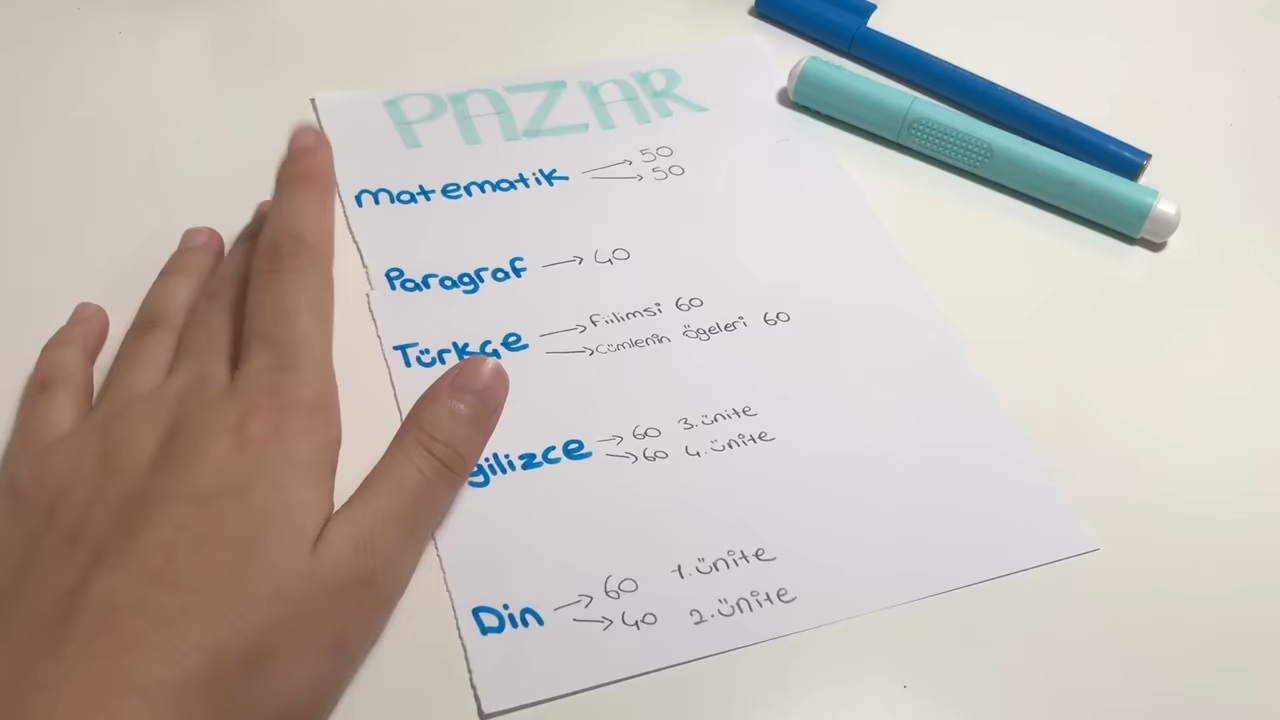 PAZAR
Matematik → 50
→ 50
Paragraf → 40
Türkçe → Fiilimsi 60
→ Cümlenin Ögeleri 60
gilizce → 60 3.ünite
→ 60 4.ünite
Din → 60 1.ünite
→ 40 2.ünite